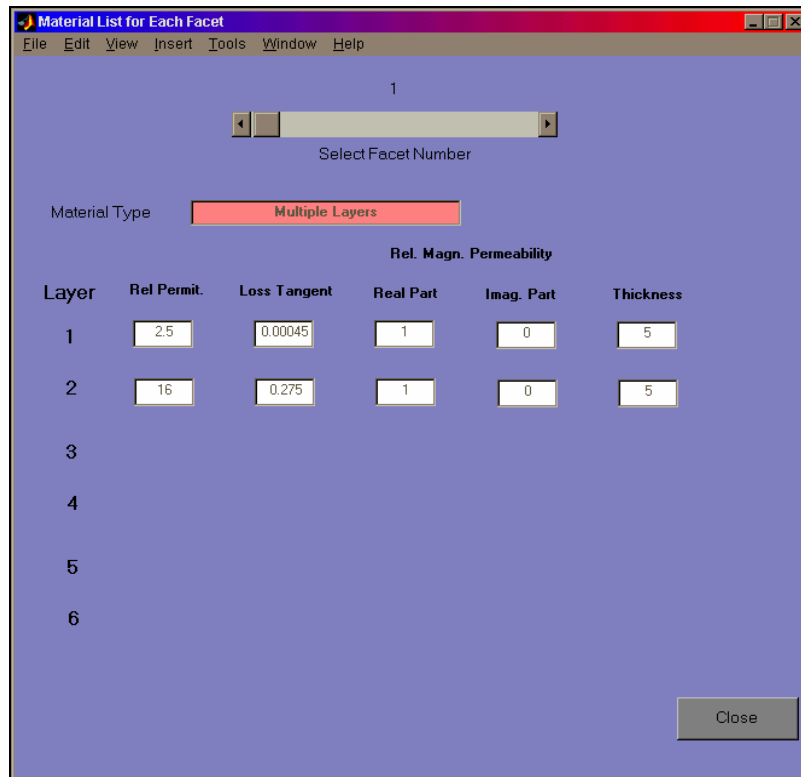 Material List for Each Facet
File Edit View Insert Tools Window Help
1
Select Facet Number
Material Type Multiple Layers
Rel. Magn. Permeability
Layer Rel Permit. Loss Tangent Real Part Imag. Part Thickness
1 2.5 0.00045 1 0 5
2 16 0.275 1 0 5
3
4
5
6
Close